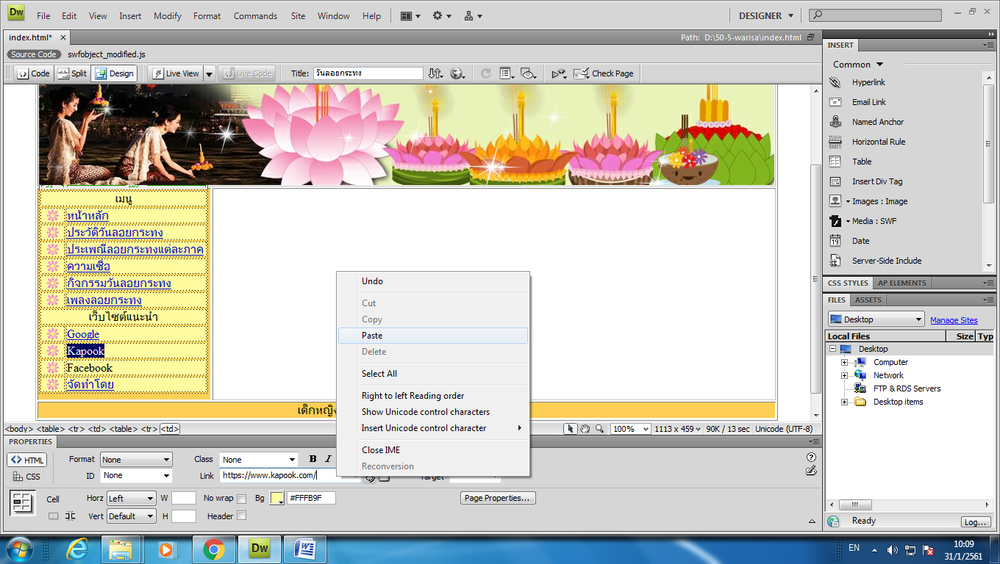 Dw File Edit View Insert Modify Format Commands Site Window Help DESIGNER
index.html* Path: D:\50-5-warisa\index.html
Source Code swfobject_modified.js
Code Split Design Live View Live Code Title: วันลอยกระทง Check Page
เมนู
หน้าหลัก
ประวัติวันลอยกระทง
ประเพณีลอยกระทงแต่ละภาค
ความเชื่อ
กิจกรรมวันลอยกระทง
เพลงลอยกระทง
เว็บไซต์แนะนำ
Google
Kapook
Facebook
จัดทำโดย
เด็กหญิง
Undo
Cut
Copy
Paste
Delete
Select All
Right to left Reading order
Show Unicode control characters
Insert Unicode control character
Close IME
Reconversion
<body> <table> <tr> <td> <table> <tr> <td> 100% 1113 x 459 90K / 13 sec Unicode (UTF-8)
PROPERTIES
HTML Format None Class None B I
CSS ID None Link https://www.kapook.com/ Target
Cell Horz Left W No wrap Bg #FFFB9F Page Properties...
Vert Default H Header
INSERT
Common
Hyperlink
Email Link
Named Anchor
Horizontal Rule
Table
Insert Div Tag
Images : Image
Media : SWF
Date
Server-Side Include
CSS STYLES AP ELEMENTS
FILES ASSETS
Desktop Manage Sites
Local Files Size Typ
Desktop
Computer
Network
FTP & RDS Servers
Desktop items
Ready Log...
Dw W EN 10:09
31/1/2561